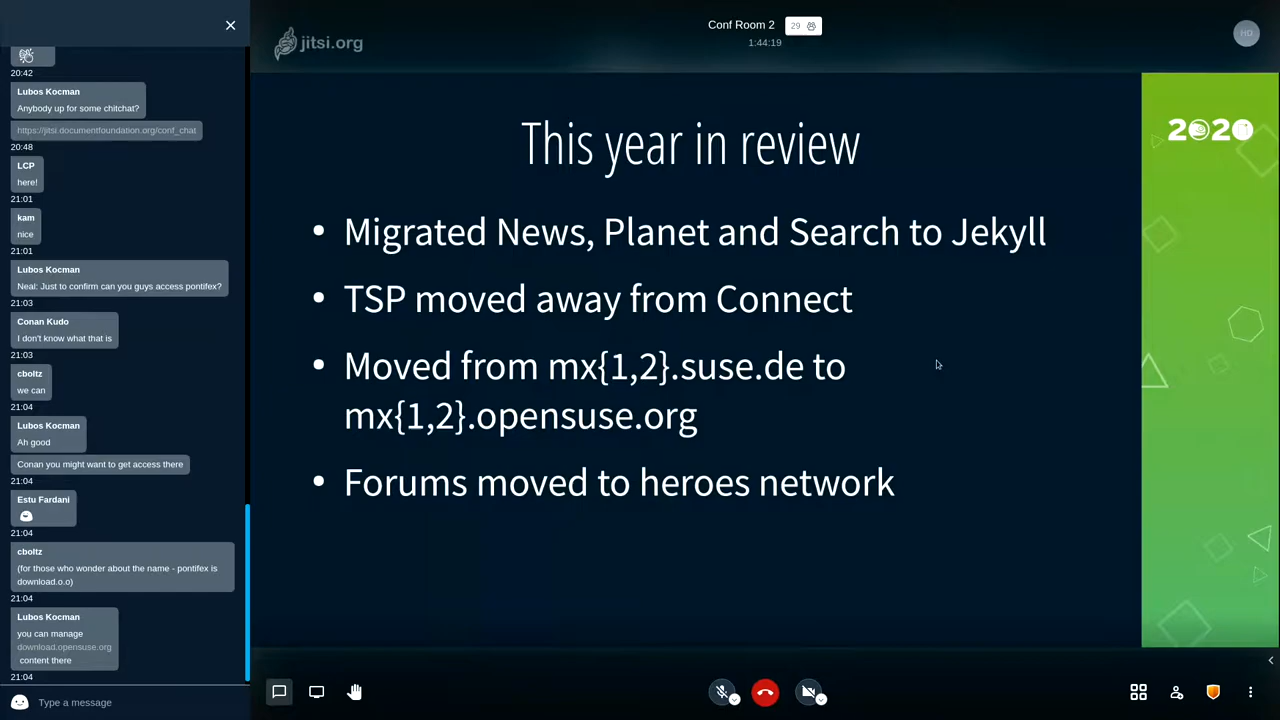 20:42
Lubos Kocman
Anybody up for some chitchat?
https://jitsi.documentfoundation.org/conf_chat
20:48
LCP
here!
21:01
kam
nice
21:01
Lubos Kocman
Neal: Just to confirm can you guys access pontifex?
21:03
Conan Kudo
I don't know what that is
21:03
cboltz
we can
21:04
Lubos Kocman
Ah good
Conan you might want to get access there
21:04
Estu Fardani
21:04
cboltz
(for those who wonder about the name - pontifex is
download.o.o)
21:04
Lubos Kocman
you can manage
download.opensuse.org
content there
21:04
Type a message
jitsi.org
Conf Room 2
29
1:44:19
HD
This year in review
• Migrated News, Planet and Search to Jekyll
• TSP moved away from Connect
• Moved from mx{1,2}.suse.de to
mx{1,2}.opensuse.org
• Forums moved to heroes network
2020